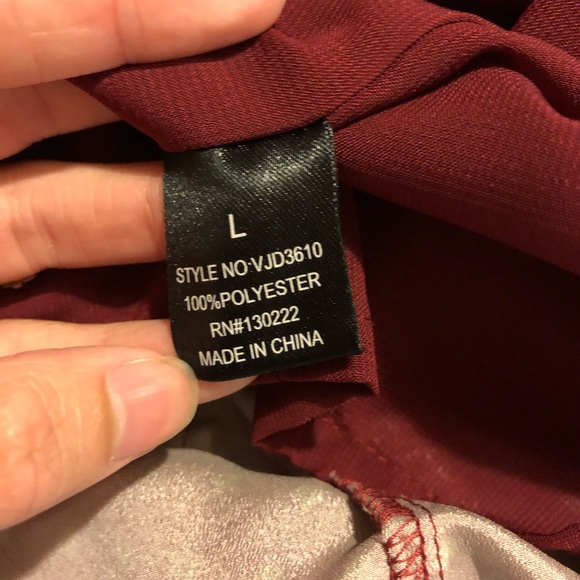 L
STYLE NO:VJD3610
100%POLYESTER
RN#130222
MADE IN CHINA